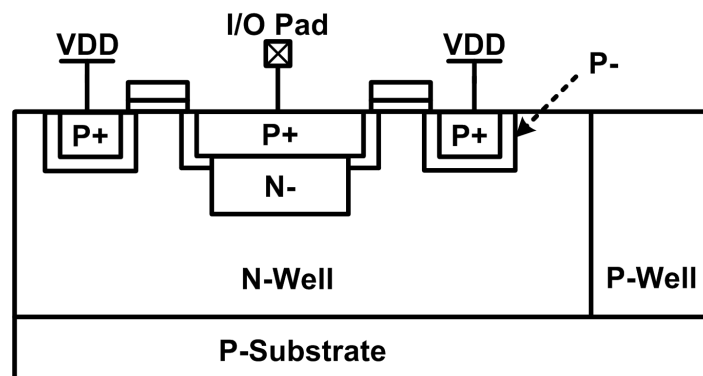 I/O Pad
VDD
VDD
P-
P+
P+
P+
N-
N-Well
P-Well
P-Substrate